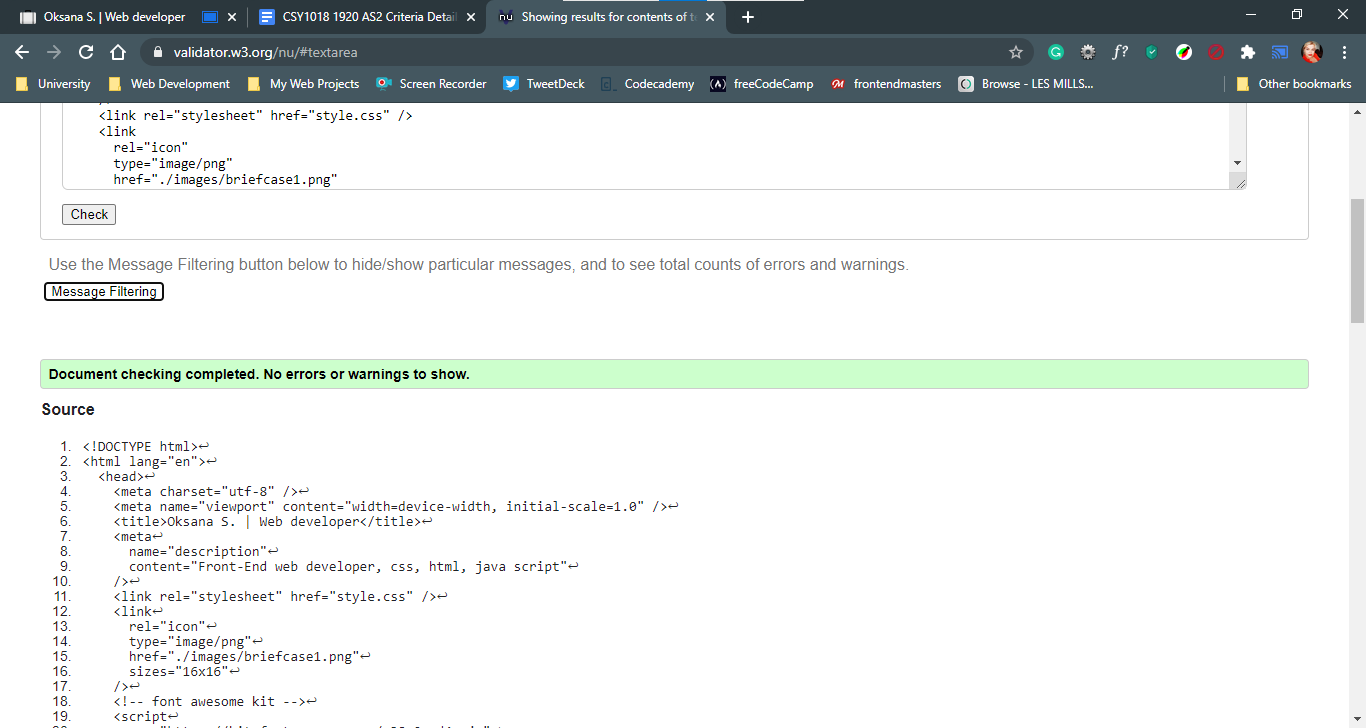 Oksana S. | Web developer
CSY1018 1920 AS2 Criteria Detail
nu Showing results for contents of t
validator.w3.org/nu/#textarea
f?
University
Web Development
My Web Projects
Screen Recorder
TweetDeck
Codecademy
(A)
freeCodeCamp
frontendmasters
Browse - LES MILLS...
Other bookmarks
<link rel="stylesheet" href="style.css" />
<link
rel="icon"
type="image/png"
href="./images/briefcase1.png"
Check
Use the Message Filtering button below to hide/show particular messages, and to see total counts of errors and warnings.
Message Filtering
Document checking completed. No errors or warnings to show.
Source
1. <!DOCTYPE html>↩
2. <html lang="en">↩
3. <head>↩
4. <meta charset="utf-8" />↩
5. <meta name="viewport" content="width=device-width, initial-scale=1.0" />↩
6. <title>Oksana S. | Web developer</title>↩
7. <meta↩
8. name="description"↩
9. content="Front-End web developer, css, html, java script"↩
10. />↩
11. <link rel="stylesheet" href="style.css" />↩
12. <link↩
13. rel="icon"↩
14. type="image/png"↩
15. href="./images/briefcase1.png"↩
16. sizes="16x16"↩
17. />↩
18. <!-- font awesome kit -->↩
19. <script↩